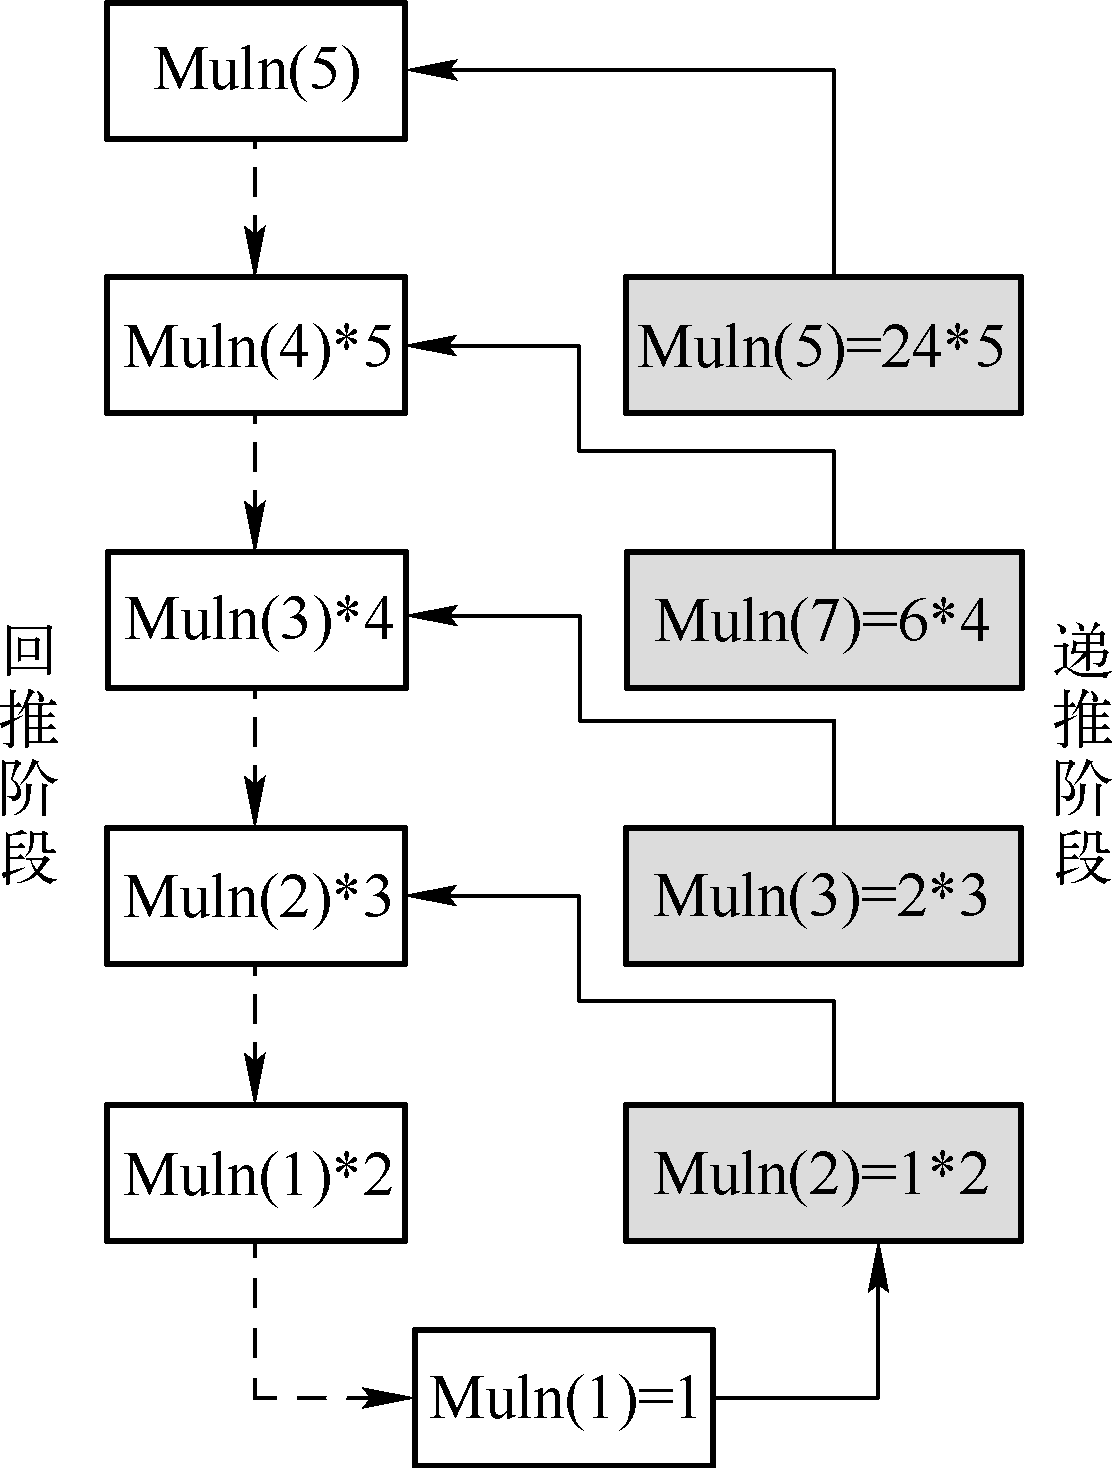 Muln(5)
Muln(4)*5
Muln(5)=24*5
Muln(3)*4
Muln(7)=6*4
回推阶段
递推阶段
Muln(2)*3
Muln(3)=2*3
Muln(1)*2
Muln(2)=1*2
Muln(1)=1